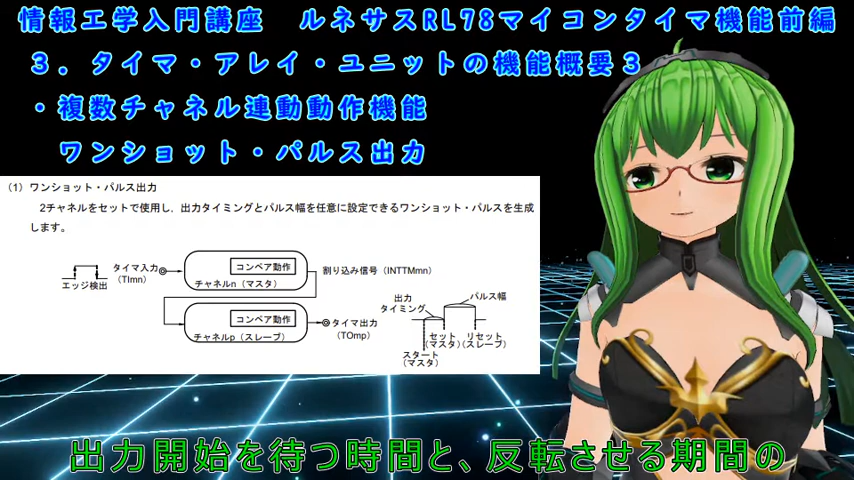 情報工学入門講座　ルネサスRL78マイコンタイマ機能前編
３．タイマ・アレイ・ユニットの機能概要３
・複数チャネル連動動作機能
ワンショット・パルス出力
（1）ワンショット・パルス出力
2チャネルをセットで使用し，出力タイミングとパルス幅を任意に設定できるワンショット・パルスを生成
します。
エッジ検出
タイマ入力
（TImn）
コンペア動作
チャネルn（マスタ）
割り込み信号（INTTMmn）
コンペア動作
チャネルp（スレーブ）
タイマ出力
（TOmp）
出力
タイミング
パルス幅
セット
（マスタ）
リセット
（スレーブ）
スタート
（マスタ）
出力開始を待つ時間と、反転させる期間の